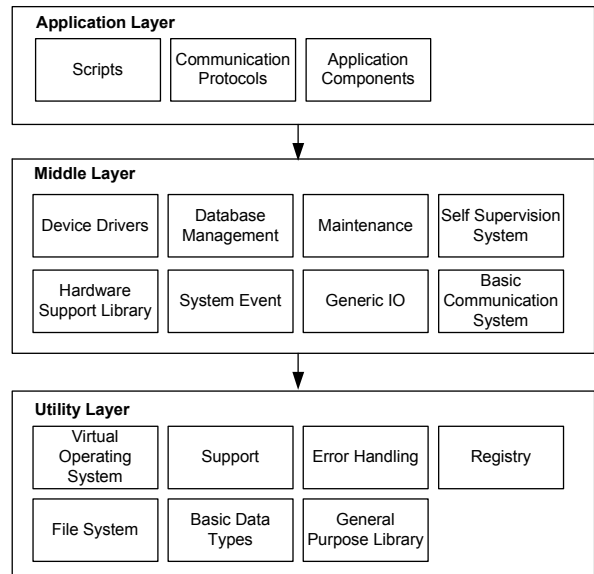 Application Layer
Scripts
Communication
Protocols
Application
Components
Middle Layer
Device Drivers
Database
Management
Maintenance
Self Supervision
System
Hardware
Support Library
System Event
Generic IO
Basic
Communication
System
Utility Layer
Virtual
Operating
System
Support
Error Handling
Registry
File System
Basic Data
Types
General
Purpose Library